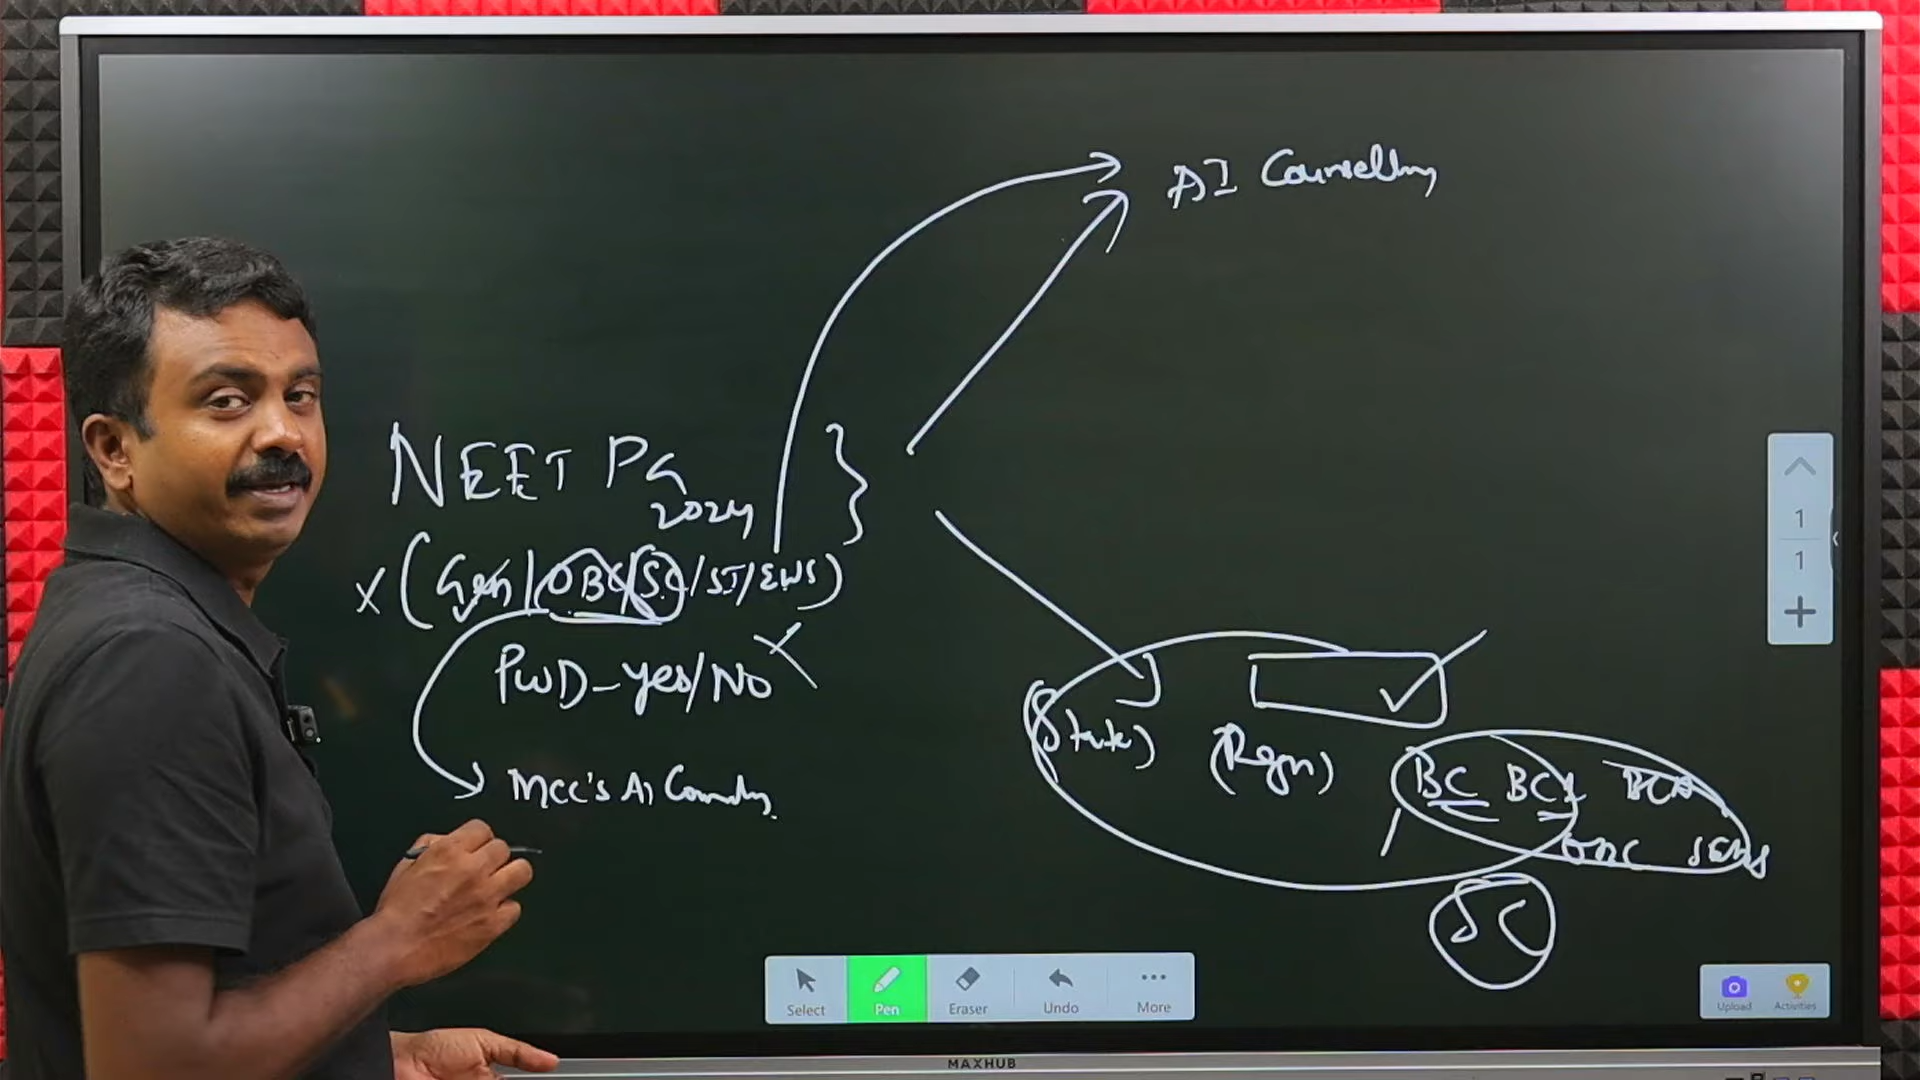 AI Counselling
NEET PG
2024
X (Gen/OBC/SC/ST/EWS)
PWD - yes/No
MCC's AI Counselling
(State)
(Regn)
BC BC1 BCA
OBC SEWS
SC
1
1
Select
Pen
Eraser
Undo
More
Upload
Activities
MAXHUB